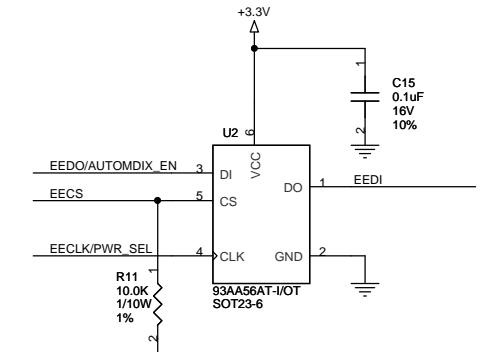 +3.3V
1
C15
0.1uF
16V
10%
2
U2
6
VCC
EEDO/AUTOMDIX_EN
3
DI
DO
1
EEDI
EECS
5
CS
EECLK/PWR_SEL
4
CLK
GND
2
93AA56AT-I/OT
SOT23-6
R11
10.0K
1/10W
1%
1
2